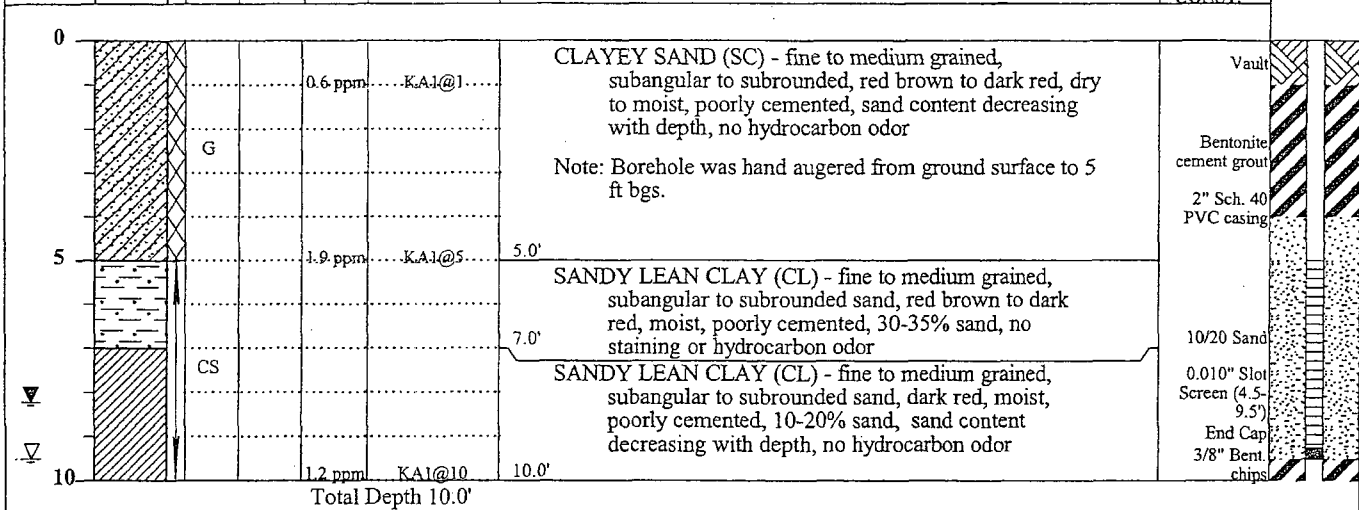 0
CLAYEY SAND (SC) - fine to medium grained,
subangular to subrounded, red brown to dark red, dry
to moist, poorly cemented, sand content decreasing
with depth, no hydrocarbon odor
Vault
0.6 ppm KA1@1
G
Note: Borehole was hand augered from ground surface to 5
ft bgs.
Bentonite
cement grout
2" Sch. 40
PVC casing
5
1.9 ppm KA1@5 5.0'
SANDY LEAN CLAY (CL) - fine to medium grained,
subangular to subrounded sand, red brown to dark
red, moist, poorly cemented, 30-35% sand, no
staining or hydrocarbon odor
7.0'
10/20 Sand
CS
SANDY LEAN CLAY (CL) - fine to medium grained,
subangular to subrounded sand, dark red, moist,
poorly cemented, 10-20% sand, sand content
decreasing with depth, no hydrocarbon odor
0.010" Slot
Screen (4.5-
9.5')
End Cap
3/8" Bent.
chips
10
1.2 ppm KA1@10 10.0'
Total Depth 10.0'